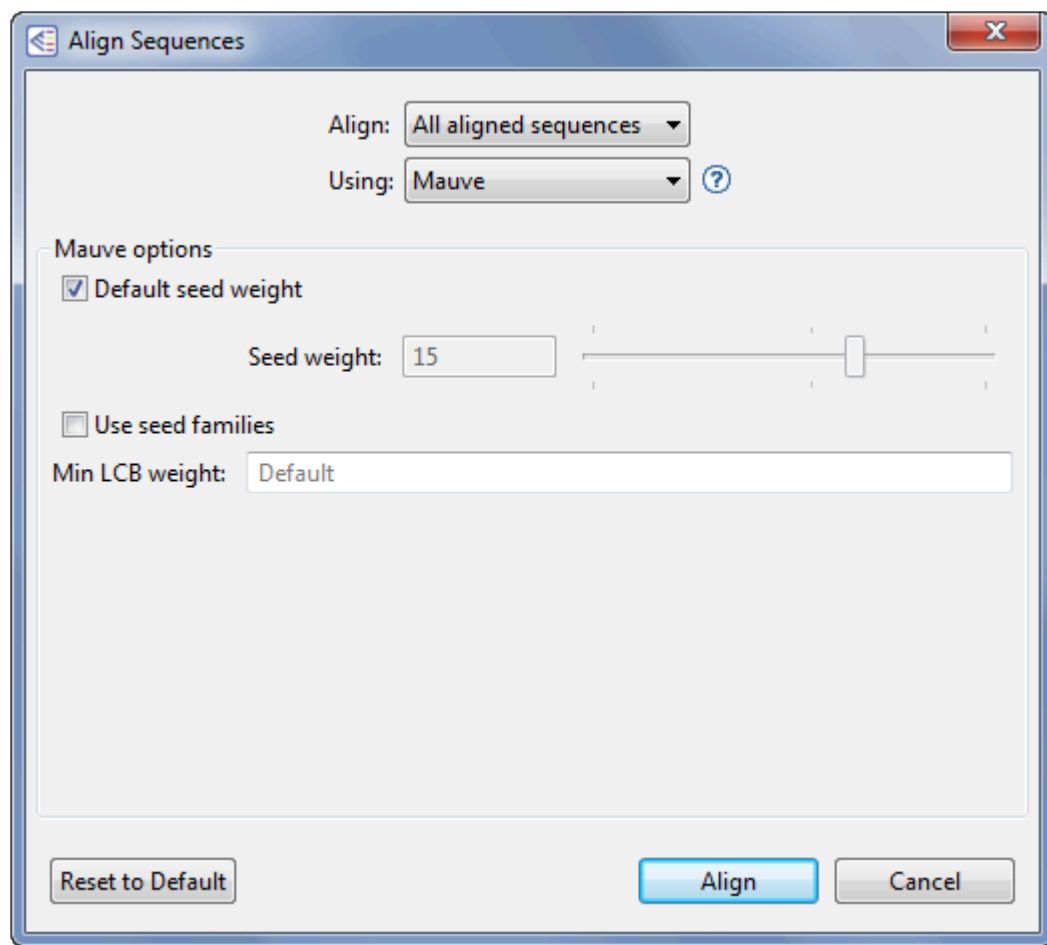 Align Sequences
Align: All aligned sequences
Using: Mauve ?
Mauve options
Default seed weight
Seed weight: 15
Use seed families
Min LCB weight: Default
Reset to Default Align Cancel